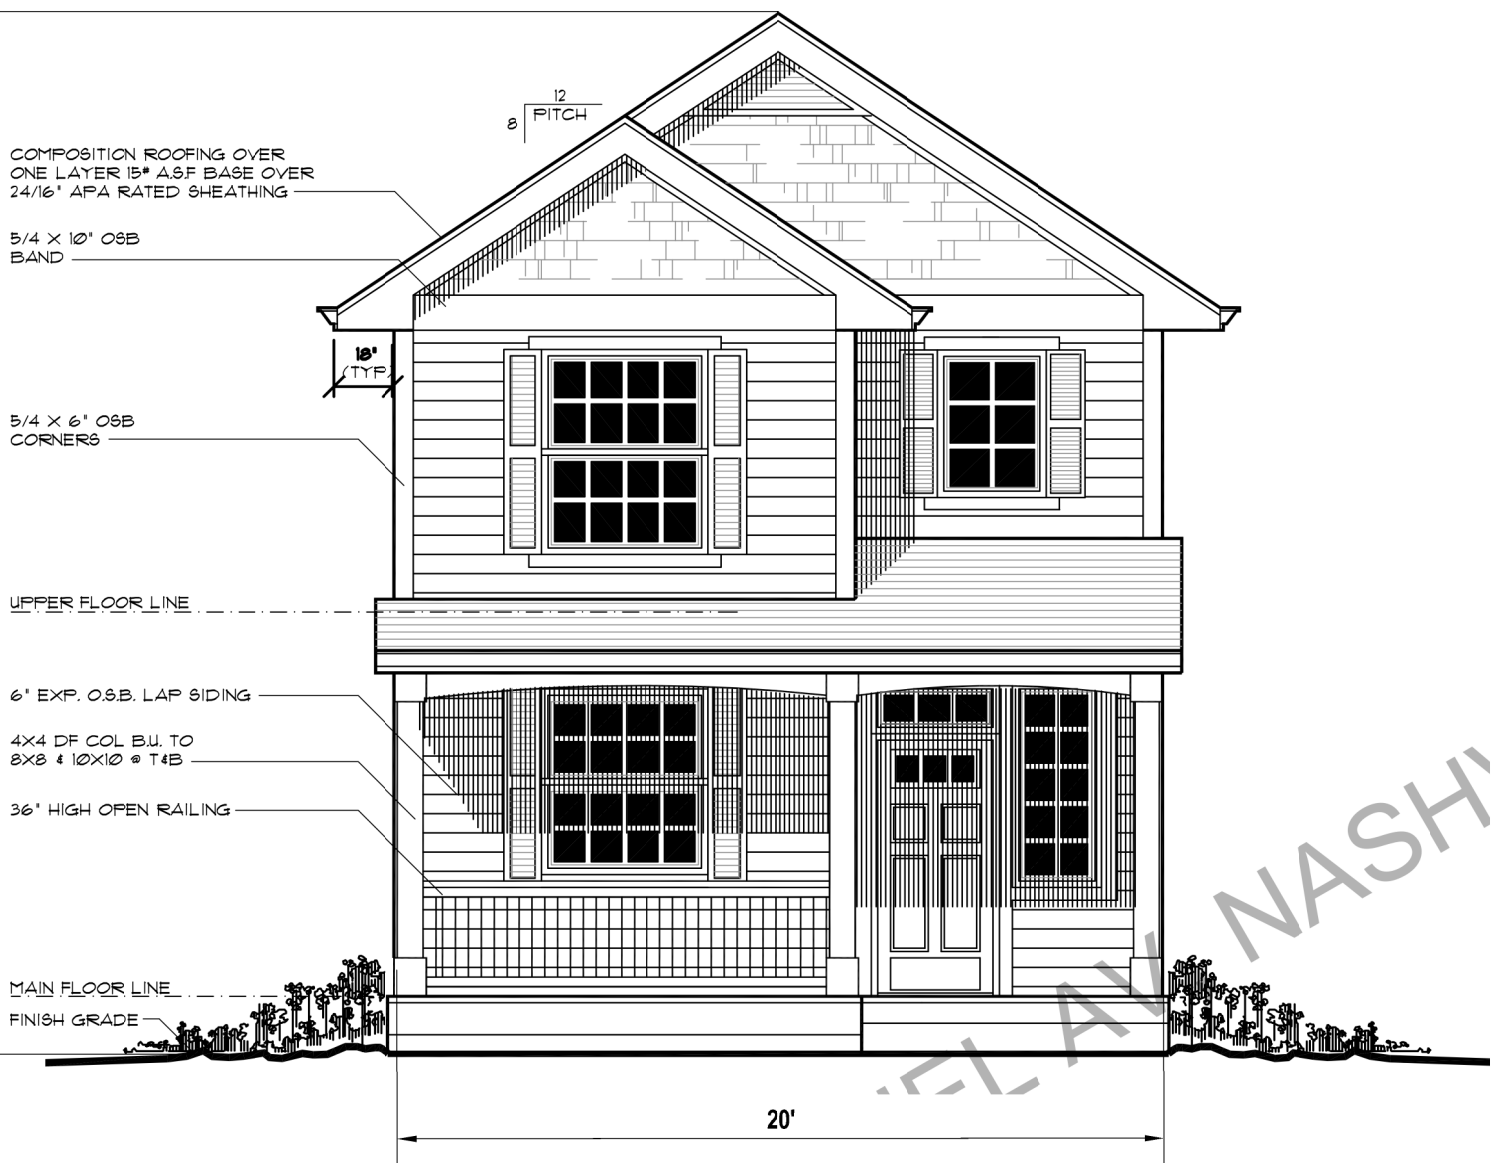 12
8 PITCH
COMPOSITION ROOFING OVER
ONE LAYER 15# A.S.F BASE OVER
24/16" APA RATED SHEATHING
5/4 X 10" OSB
BAND
18"
(TYP.)
5/4 X 6" OSB
CORNERS
UPPER FLOOR LINE
6" EXP. O.S.B. LAP SIDING
4X4 DF COL B.U. TO
8X8 & 10X10 @ T&B
36" HIGH OPEN RAILING
MAIN FLOOR LINE
FINISH GRADE
AV NASH
20'